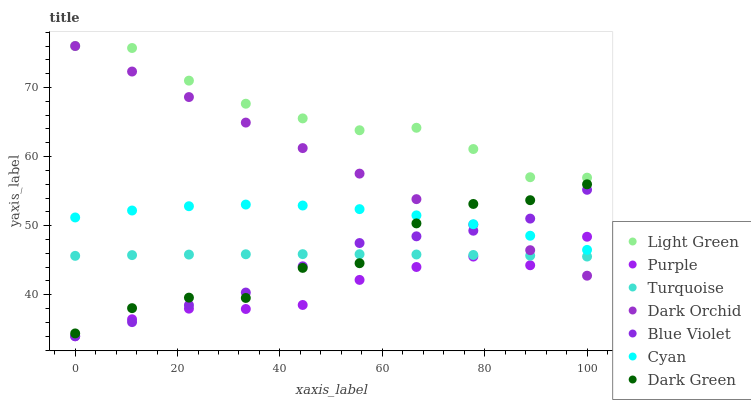 title
yaxis_label
70
60
50
40
0
20
40
60
80
100
xaxis_label
Light Green
Purple
Turquoise
Dark Orchid
Blue Violet
Cyan
Dark Green